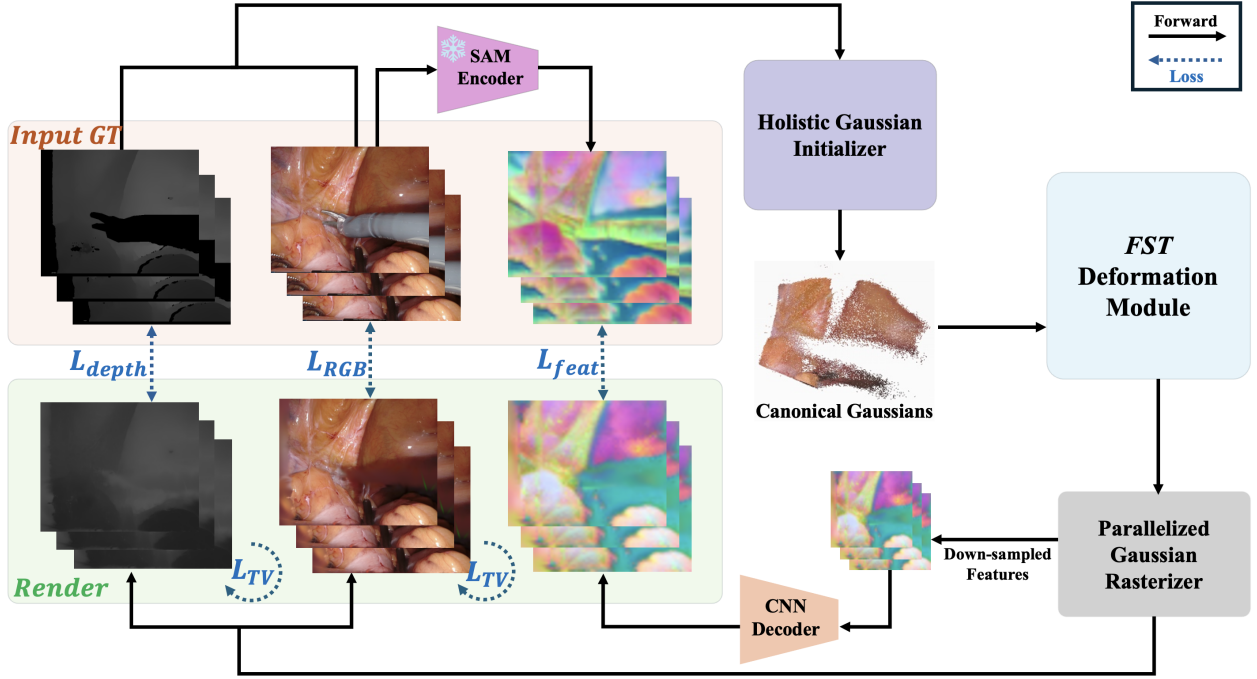 Forward
Loss
SAM
Encoder
Input GT
Holistic Gaussian
Initializer
FST
Deformation
Module
L_depth
L_RGB
L_feat
Canonical Gaussians
Parallelized
Gaussian
Rasterizer
Down-sampled
Features
L_TV
L_TV
Render
CNN
Decoder